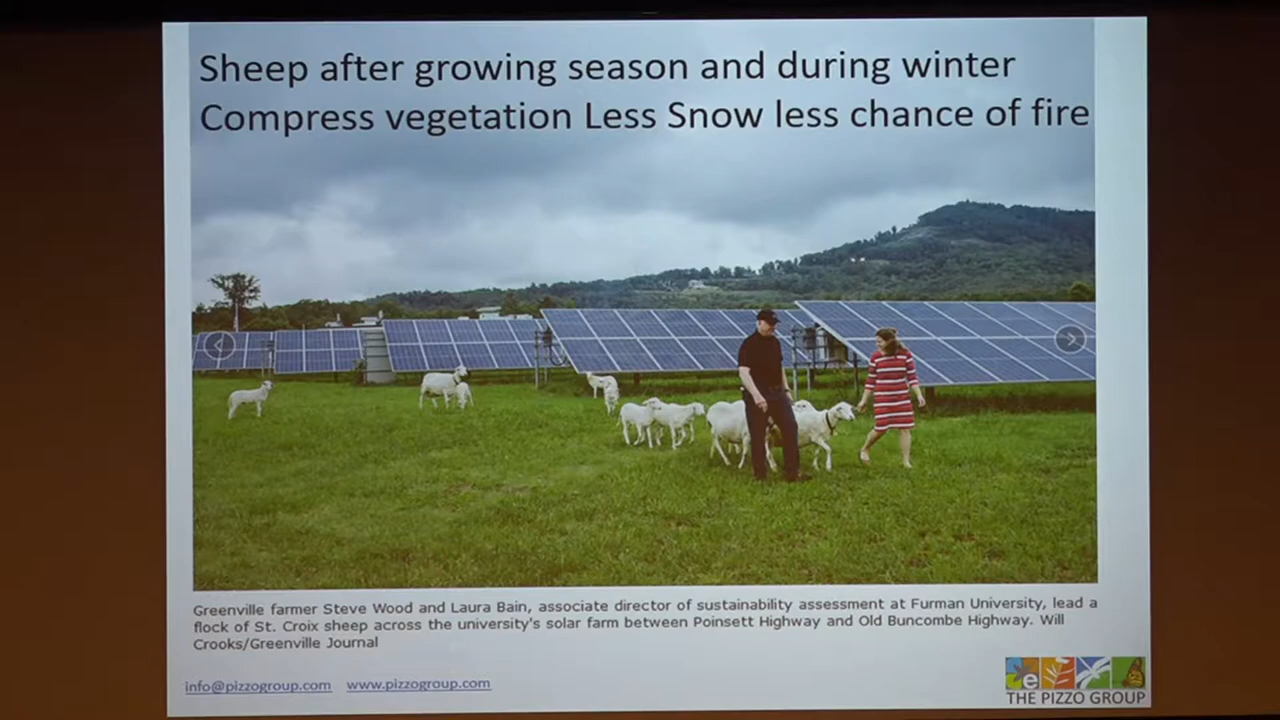 Sheep after growing season and during winter
Compress vegetation Less Snow less chance of fire
Greenville farmer Steve Wood and Laura Bain, associate director of sustainability assessment at Furman University, lead a
flock of St. Croix sheep across the university's solar farm between Poinsett Highway and Old Buncombe Highway. Will
Crooks/Greenville Journal
info@pizzogroup.com www.pizzogroup.com
e
THE PIZZO GROUP